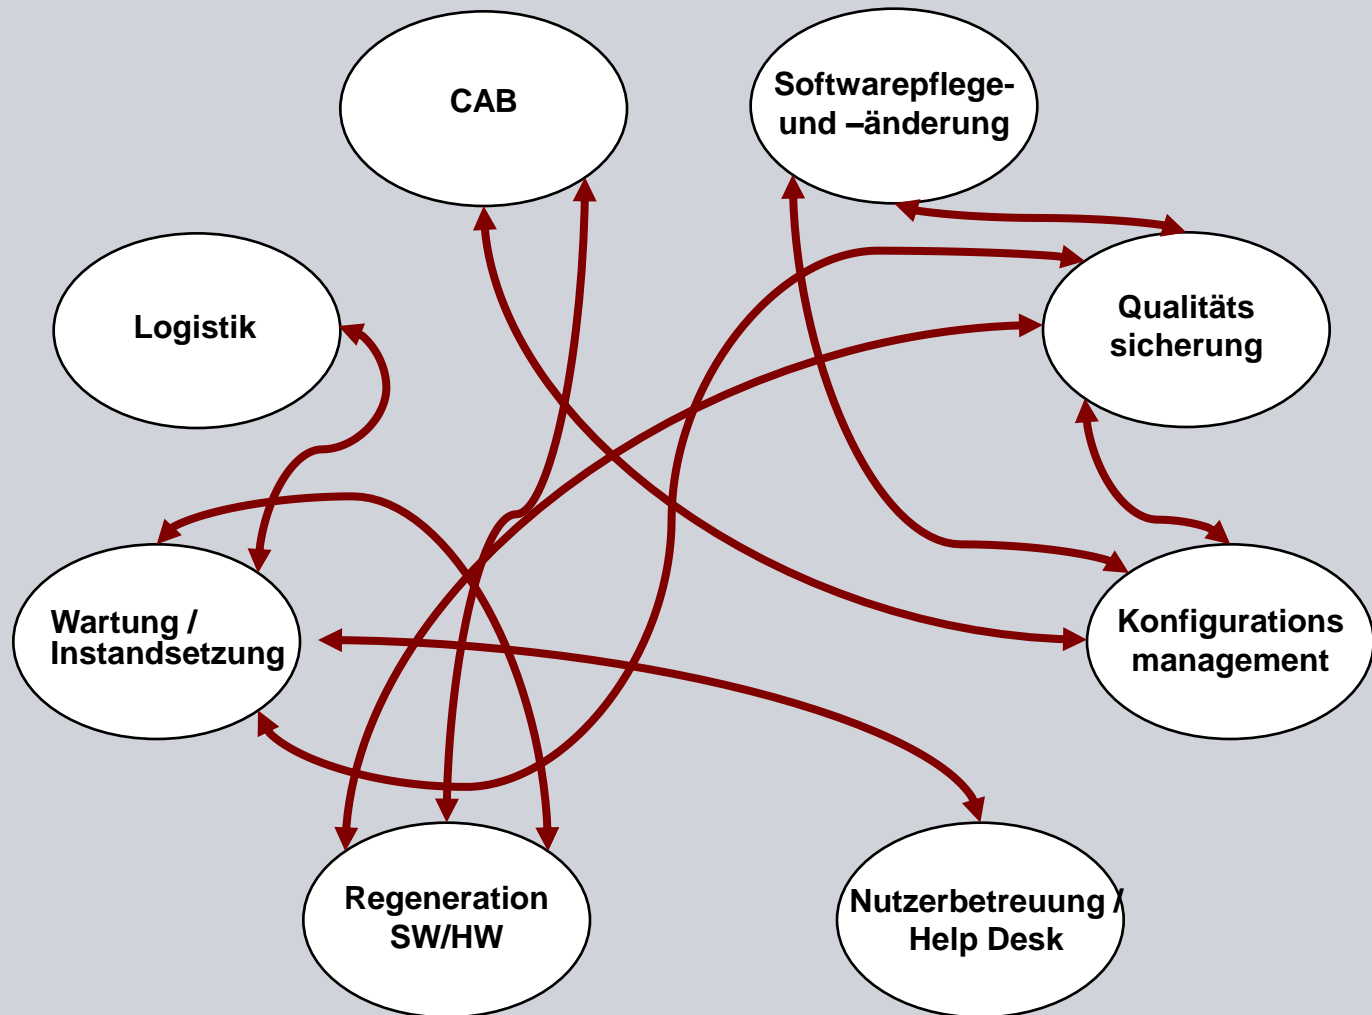 CAB
Softwarepflege-
und –änderung
Logistik
Qualitäts
sicherung
Wartung /
Instandsetzung
Konfigurations
management
Regeneration
SW/HW
Nutzerbetreuung /
Help Desk